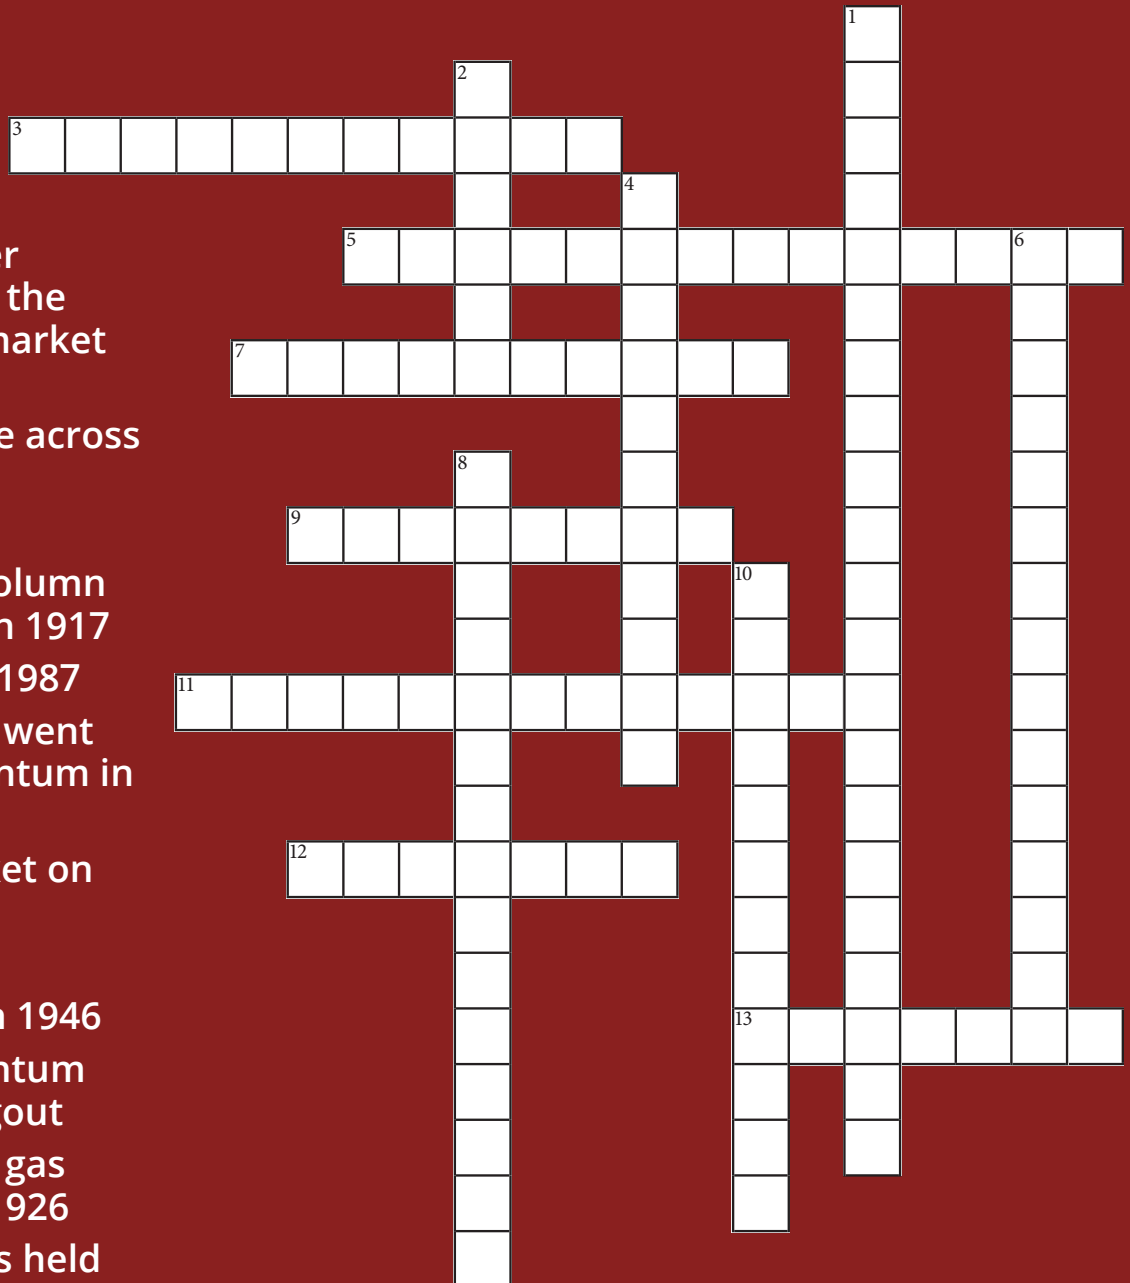 1
2
3
4
er
5
6
the
market
7
e across
8
9
olumn
10
n 1917
1987
11
went
ntum in
12
et on
n 1946
13
ntum
gout
gas
926
s held